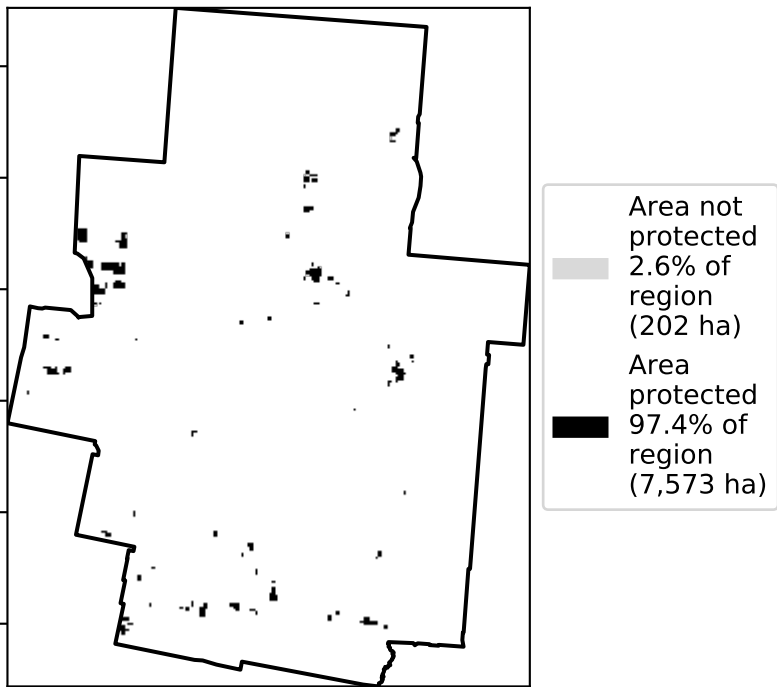 Area not
protected
2.6% of
region
(202 ha)
Area
protected
97.4% of
region
(7,573 ha)